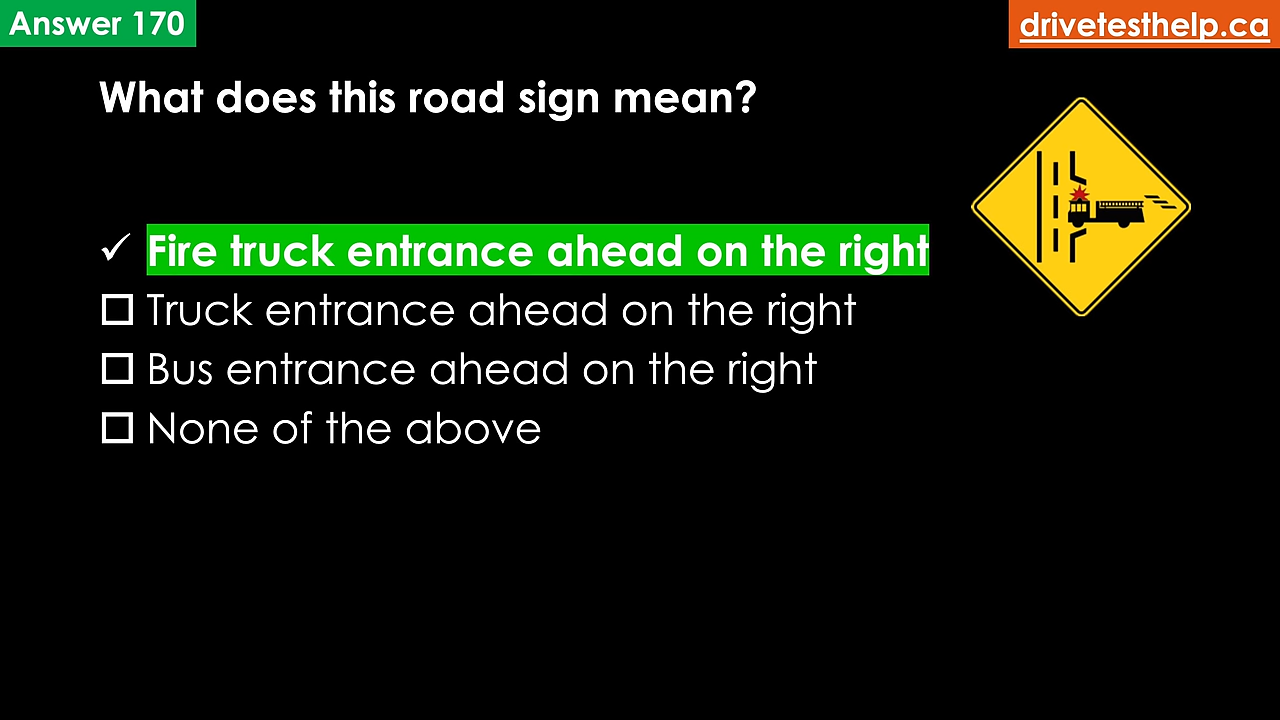 Answer 170
drivetesthelp.ca
What does this road sign mean?
Fire truck entrance ahead on the right
Truck entrance ahead on the right
Bus entrance ahead on the right
None of the above